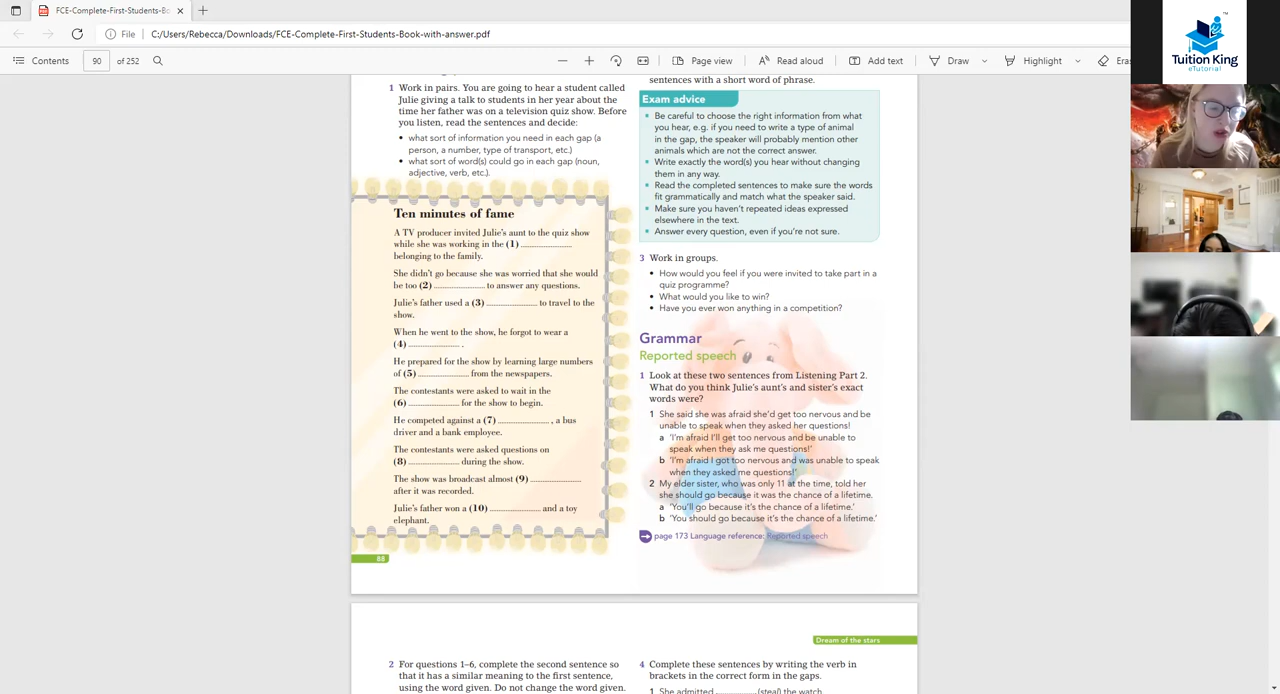 FCE-Complete-First-Students-Bo
File
C:/Users/Rebecca/Downloads/FCE-Complete-First-Students-Book-with-answer.pdf
Contents
90
of 252
Page view
Read aloud
Add text
Draw
Highlight
Eras
1 Work in pairs. You are going to hear a student called
Julie giving a talk to students in her year about the
time her father was on a television quiz show. Before
you listen, read the sentences and decide:
• what sort of information you need in each gap (a
person, a number, type of transport, etc.)
• what sort of word(s) could go in each gap (noun,
adjective, verb, etc.).
Ten minutes of fame
A TV producer invited Julie's aunt to the quiz show
while she was working in the (1) ....................
belonging to the family.
She didn't go because she was worried that she would
be too (2) .................... to answer any questions.
Julie's father used a (3) .................... to travel to the
show.
When he went to the show, he forgot to wear a
(4) .................... .
He prepared for the show by learning large numbers
of (5) .................... from the newspapers.
The contestants were asked to wait in the
(6) .................... for the show to begin.
He competed against a (7) .................... , a bus
driver and a bank employee.
The contestants were asked questions on
(8) .................... during the show.
The show was broadcast almost (9) ....................
after it was recorded.
Julie's father won a (10) .................... and a toy
elephant.
88
sentences with a short word of phrase.
Exam advice
• Be careful to choose the right information from what
you hear, e.g. if you need to write a type of animal
in the gap, the speaker will probably mention other
animals which are not the correct answer.
• Write exactly the word(s) you hear without changing
them in any way.
• Read the completed sentences to make sure the words
fit grammatically and match what the speaker said.
• Make sure you haven't repeated ideas expressed
elsewhere in the text.
• Answer every question, even if you're not sure.
3 Work in groups.
• How would you feel if you were invited to take part in a
quiz programme?
• What would you like to win?
• Have you ever won anything in a competition?
Grammar
Reported speech
1 Look at these two sentences from Listening Part 2.
What do you think Julie's aunt's and sister's exact
words were?
1 She said she was afraid she'd get too nervous and be
unable to speak when they asked her questions!
a 'I'm afraid I'll get too nervous and be unable to
speak when they ask me questions!'
b 'I'm afraid I got too nervous and was unable to speak
when they asked me questions!'
2 My elder sister, who was only 11 at the time, told her
she should go because it was the chance of a lifetime.
a 'You'll go because it's the chance of a lifetime.'
b 'You should go because it's the chance of a lifetime.'
page 173 Language reference: Reported speech
Dream of the stars
2 For questions 1–6, complete the second sentence so
that it has a similar meaning to the first sentence,
using the word given. Do not change the word given.
4 Complete these sentences by writing the verb in
brackets in the correct form in the gaps.
1 She admitted .................... (steal) the watch.
Tuition King
eTutorial
TM